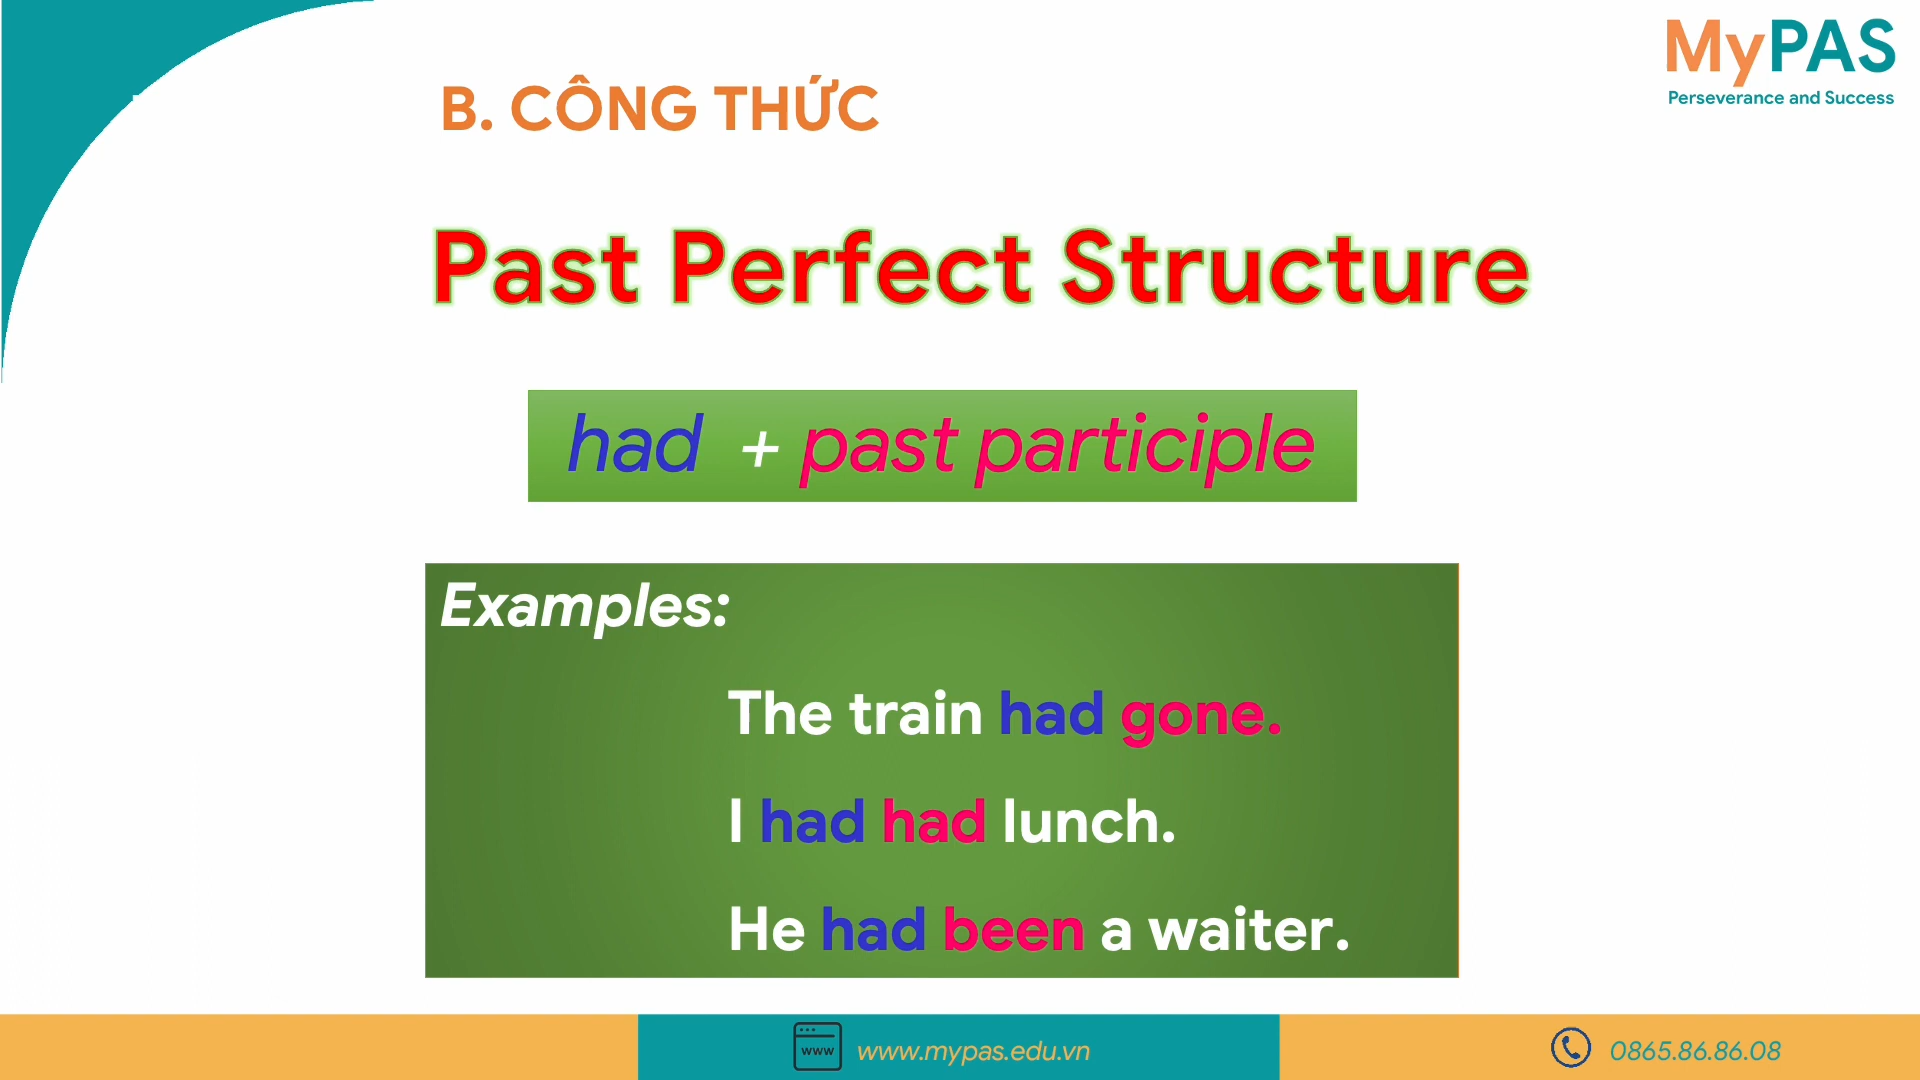 MyPAS
Perseverance and Success
B. CÔNG THỨC
Past Perfect Structure
had + past participle
Examples:
The train had gone.
I had had lunch.
He had been a waiter.
www
www.mypas.edu.vn
0865.86.86.08